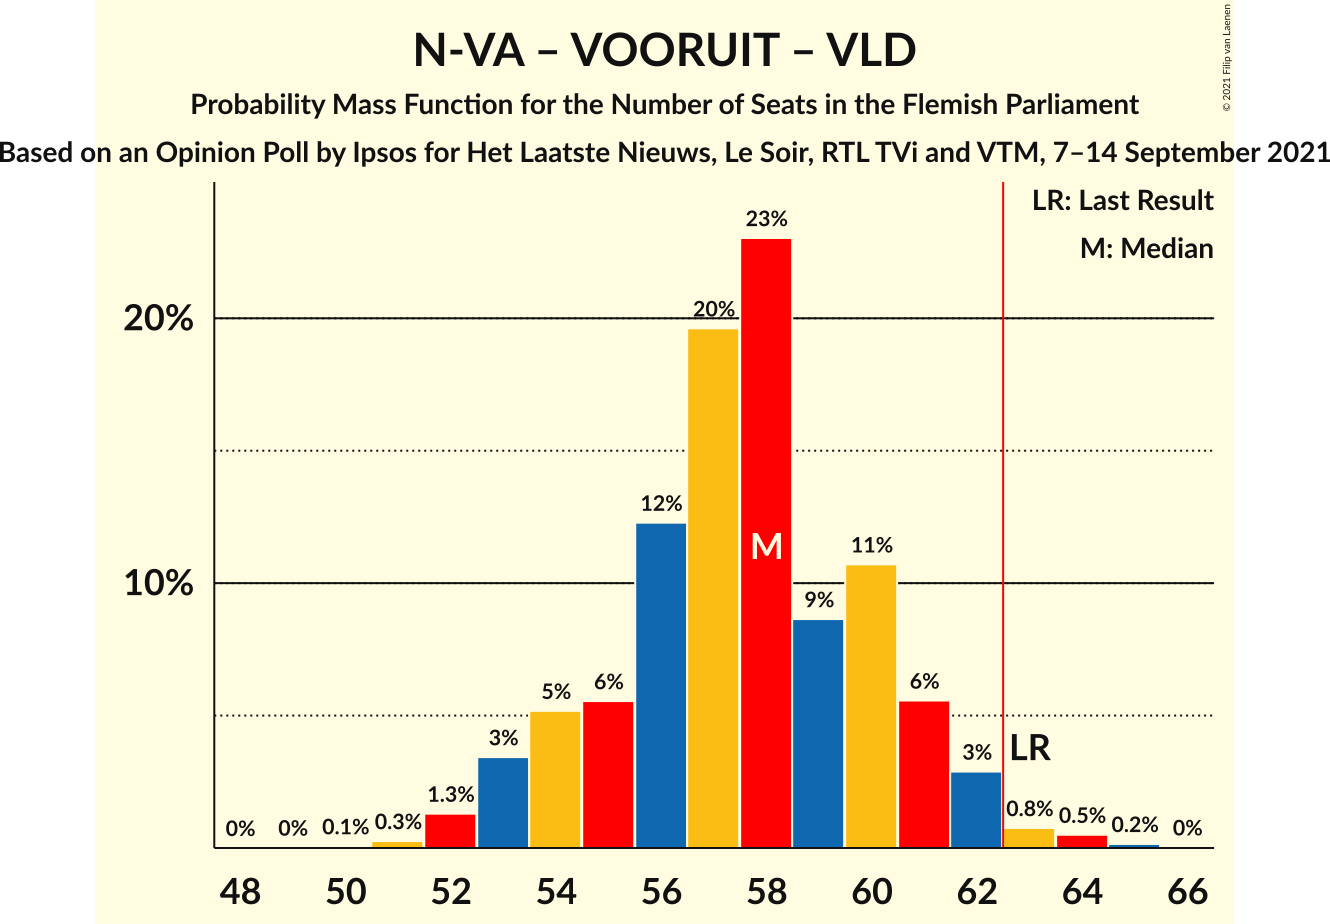 N-VA – VOORUIT – VLD
Probability Mass Function for the Number of Seats in the Flemish Parliament
Based on an Opinion Poll by Ipsos for Het Laatste Nieuws, Le Soir, RTL TVi and VTM, 7–14 September 2021
© 2021 Filip van Laenen
LR: Last Result
M: Median
23%
20%
20%
12%
M
11%
10%
9%
6%
6%
5%
3%
3%
LR
1.3%
0.8%
0.5%
0.3%
0.2%
0.1%
0%
0%
0%
48 50 52 54 56 58 60 62 64 66